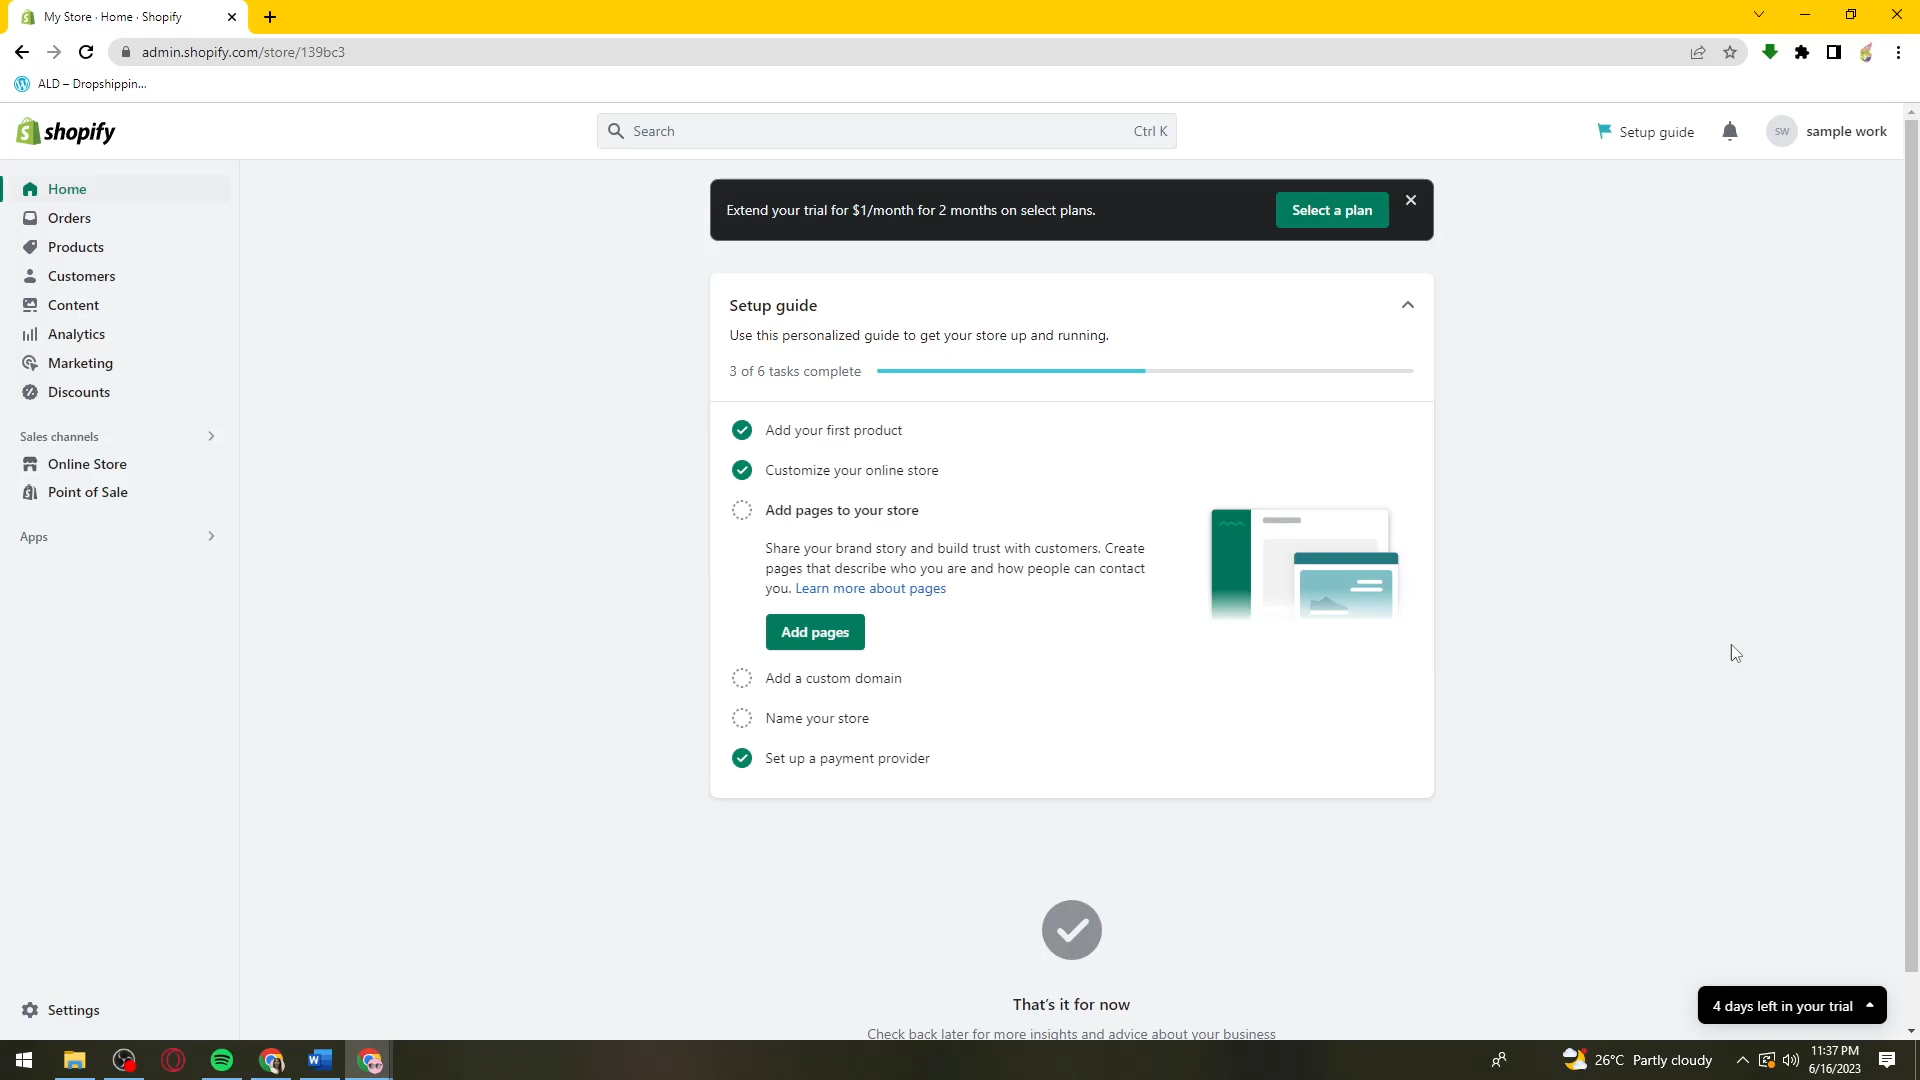 My Store · Home · Shopify
admin.shopify.com/store/139bc3
ALD – Dropshippin...
shopify
Search
Ctrl K
Setup guide
SW
sample work
Home
Orders
Products
Customers
Content
Analytics
Marketing
Discounts
Sales channels
Online Store
Point of Sale
Apps
Settings
Extend your trial for $1/month for 2 months on select plans.
Select a plan
Setup guide
Use this personalized guide to get your store up and running.
3 of 6 tasks complete
Add your first product
Customize your online store
Add pages to your store
Share your brand story and build trust with customers. Create
pages that describe who you are and how people can contact
you. Learn more about pages
Add pages
Add a custom domain
Name your store
Set up a payment provider
That's it for now
Check back later for more insights and advice about your business
4 days left in your trial
26°C Partly cloudy
11:37 PM
6/16/2023